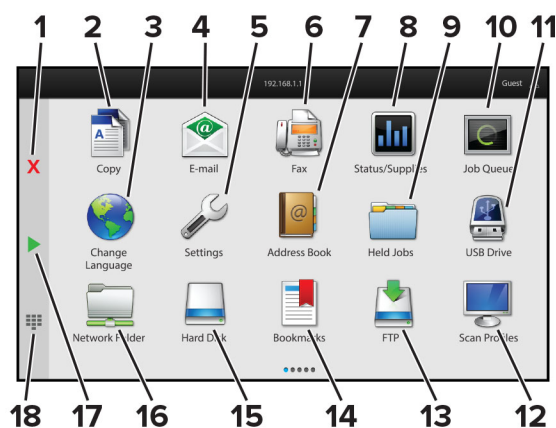 1 2 3 4 5 6 7 8 9 10 11
192.168.1.1
Guest
X
Copy E-mail Fax Status/Supplies Job Queue
Change
Language
Settings Address Book Held Jobs USB Drive
Network Folder Hard Disk Bookmarks FTP Scan Profiles
18 17 16 15 14 13 12